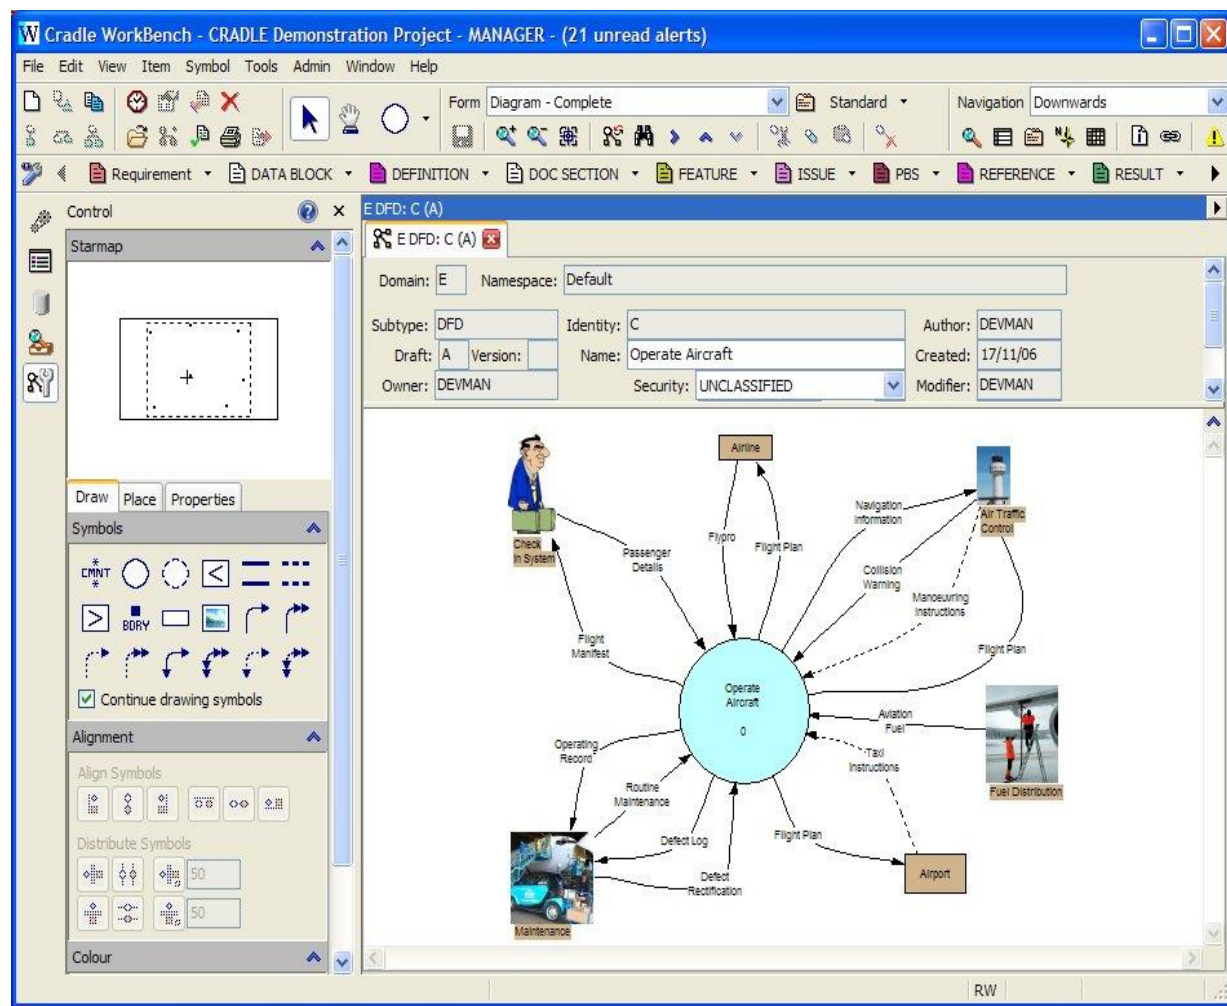 W Cradle WorkBench - CRADLE Demonstration Project - MANAGER - (21 unread alerts)
File Edit View Item Symbol Tools Admin Window Help
Form Diagram - Complete Standard Navigation Downwards
Requirement DATA BLOCK DEFINITION DOC SECTION FEATURE ISSUE PBS REFERENCE RESULT
Control
E DFD: C (A)
Starmap
E DFD: C (A)
Domain: E Namespace: Default
Subtype: DFD Identity: C Author: DEVMAN
Draft: A Version: Name: Operate Aircraft Created: 17/11/06
Owner: DEVMAN Security: UNCLASSIFIED Modifier: DEVMAN
Draw Place Properties
Symbols
CMNT
BDRY
Continue drawing symbols
Alignment
Align Symbols
Distribute Symbols
50
50
Colour
Check
In System
Airline
Air Traffic
Control
Passenger
Details
Flypro
Flight Plan
Navigation
Information
Collision
Warning
Manoeuvring
Instructions
Flight Plan
Flight
Manifest
Operate
Aircraft
0
Aviation
Fuel
Fuel Distribution
Taxi
Instructions
Operating
Record
Routine
Maintenance
Defect Log
Flight Plan
Defect
Rectification
Airport
Maintenance
RW